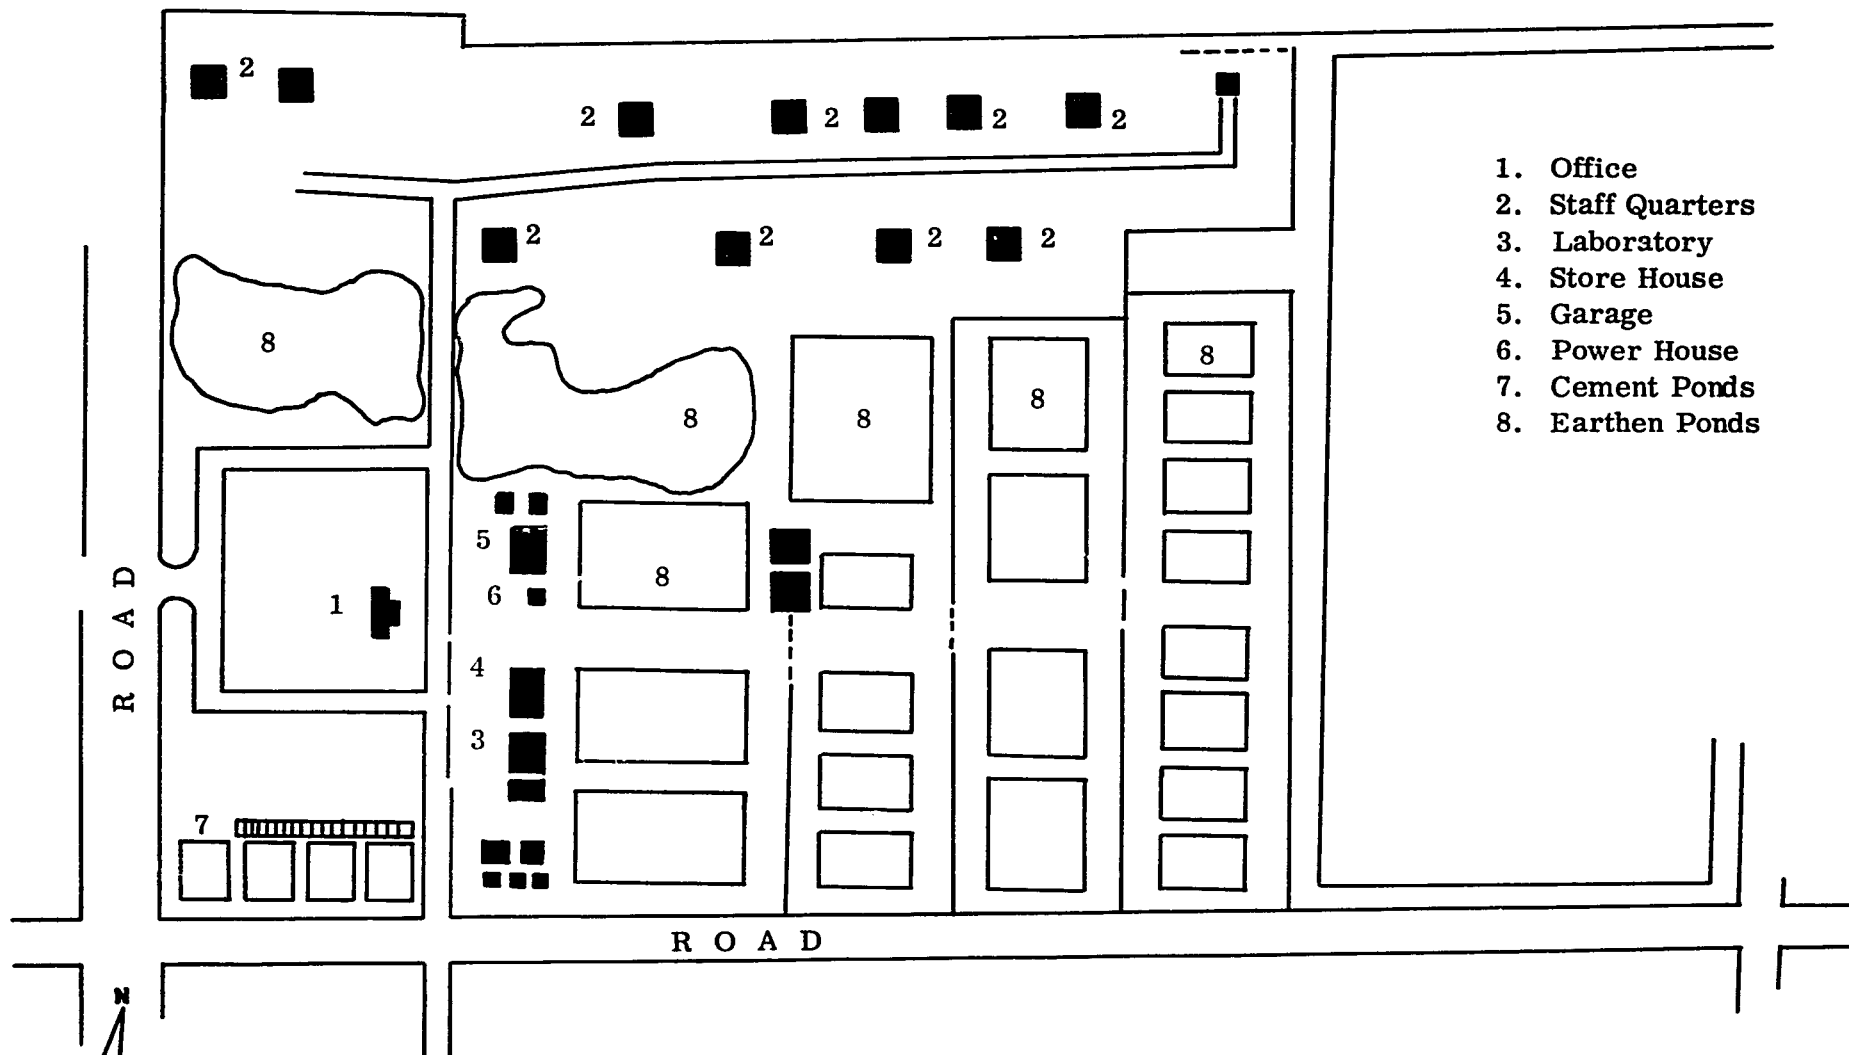 2
2
2
2
2
2
2
2
2
1. Office
2. Staff Quarters
3. Laboratory
4. Store House
5. Garage
6. Power House
7. Cement Ponds
8. Earthen Ponds
8
8
8
8
8
5
8
6
1
4
3
7
ROAD
ROAD
N